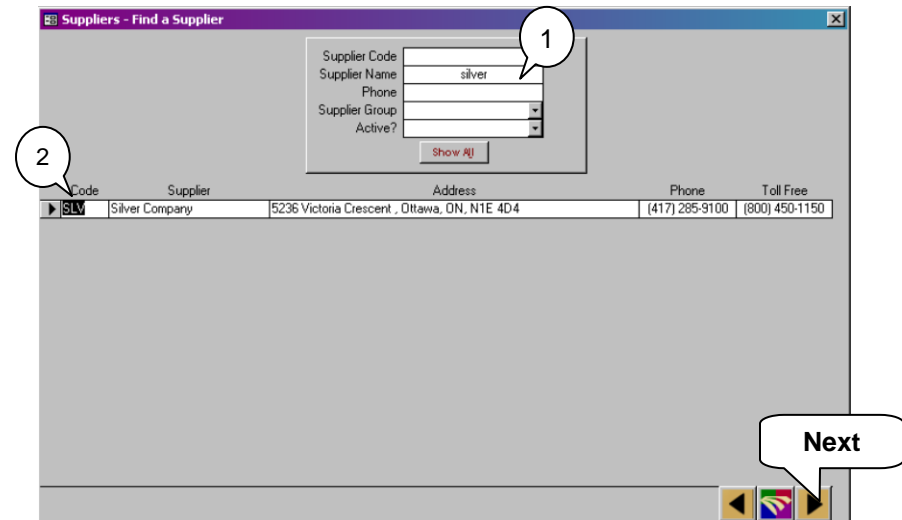 Suppliers - Find a Supplier
1
Supplier Code
Supplier Name silver
Phone
Supplier Group
Active?
Show All
2
Code Supplier Address Phone Toll Free
SLV Silver Company 5236 Victoria Crescent , Ottawa, ON, N1E 4D4 (417) 285-9100 (800) 450-1150
Next